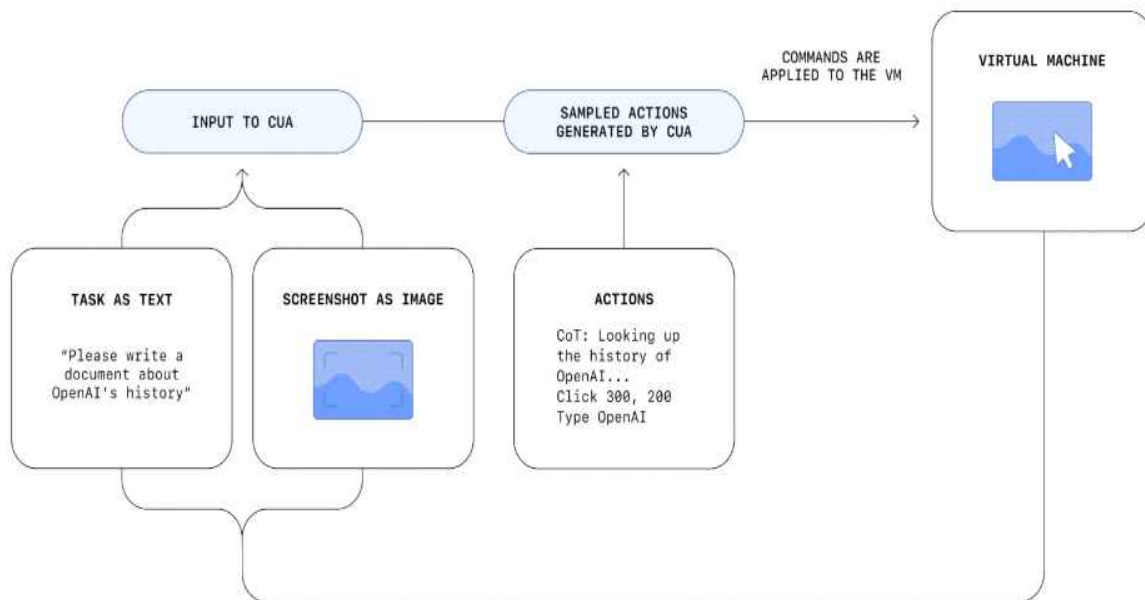 COMMANDS ARE
APPLIED TO THE VM
VIRTUAL MACHINE
INPUT TO CUA
SAMPLED ACTIONS
GENERATED BY CUA
TASK AS TEXT
"Please write a
document about
OpenAI's history"
SCREENSHOT AS IMAGE
ACTIONS
CoT: Looking up
the history of
OpenAI...
Click 300, 200
Type OpenAI